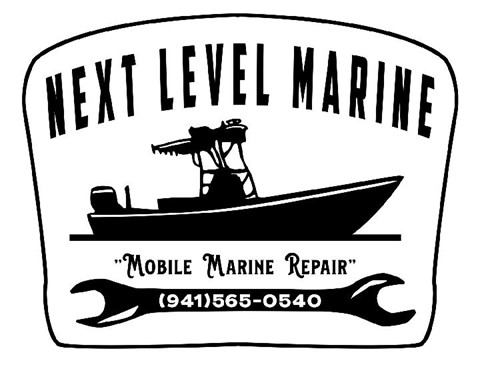 NEXT LEVEL MARINE
"MOBILE MARINE REPAIR"
(941)565-0540